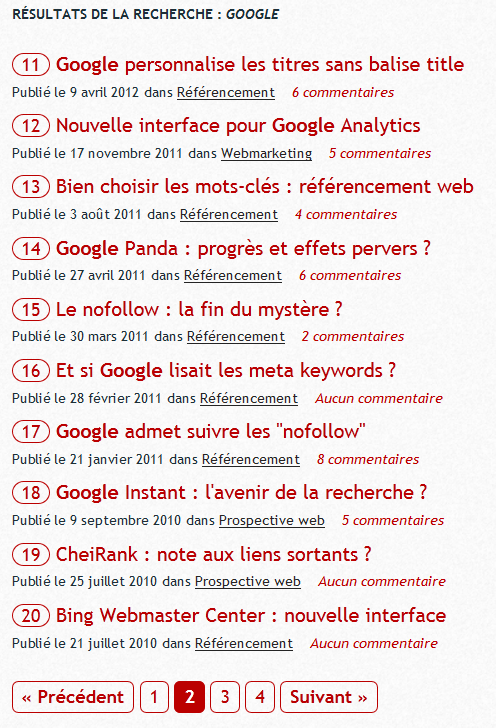 RÉSULTATS DE LA RECHERCHE : GOOGLE
11 Google personnalise les titres sans balise title
Publié le 9 avril 2012 dans Référencement 6 commentaires
12 Nouvelle interface pour Google Analytics
Publié le 17 novembre 2011 dans Webmarketing 5 commentaires
13 Bien choisir les mots-clés : référencement web
Publié le 3 août 2011 dans Référencement 4 commentaires
14 Google Panda : progrès et effets pervers ?
Publié le 27 avril 2011 dans Référencement 6 commentaires
15 Le nofollow : la fin du mystère ?
Publié le 30 mars 2011 dans Référencement 2 commentaires
16 Et si Google lisait les meta keywords ?
Publié le 28 février 2011 dans Référencement Aucun commentaire
17 Google admet suivre les "nofollow"
Publié le 21 janvier 2011 dans Référencement 8 commentaires
18 Google Instant : l'avenir de la recherche ?
Publié le 9 septembre 2010 dans Prospective web 5 commentaires
19 CheiRank : note aux liens sortants ?
Publié le 25 juillet 2010 dans Prospective web Aucun commentaire
20 Bing Webmaster Center : nouvelle interface
Publié le 21 juillet 2010 dans Référencement Aucun commentaire
« Précédent 1 2 3 4 Suivant »